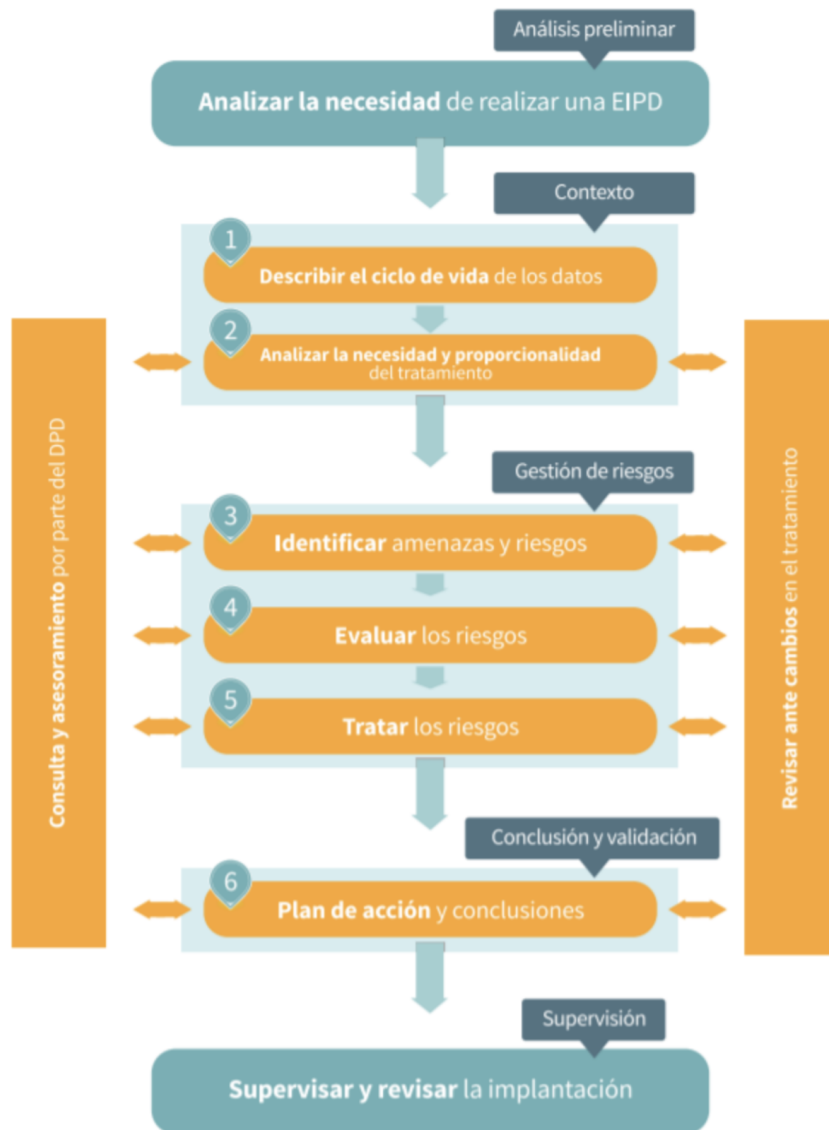 Análisis preliminar
Analizar la necesidad de realizar una EIPD
Contexto
1
Describir el ciclo de vida de los datos
2
Analizar la necesidad y proporcionalidad
del tratamiento
Consulta y asesoramiento por parte del DPD
Revisar ante cambios en el tratamiento
Gestión de riesgos
3
Identificar amenazas y riesgos
4
Evaluar los riesgos
5
Tratar los riesgos
Conclusión y validación
6
Plan de acción y conclusiones
Supervisión
Supervisar y revisar la implantación